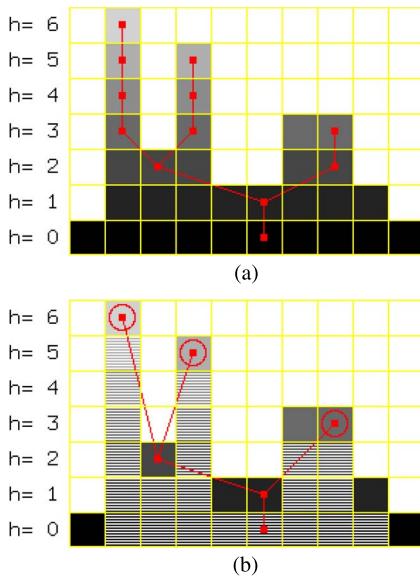 h= 6
h= 5
h= 4
h= 3
h= 2
h= 1
h= 0
(a)
h= 6
h= 5
h= 4
h= 3
h= 2
h= 1
h= 0
(b)